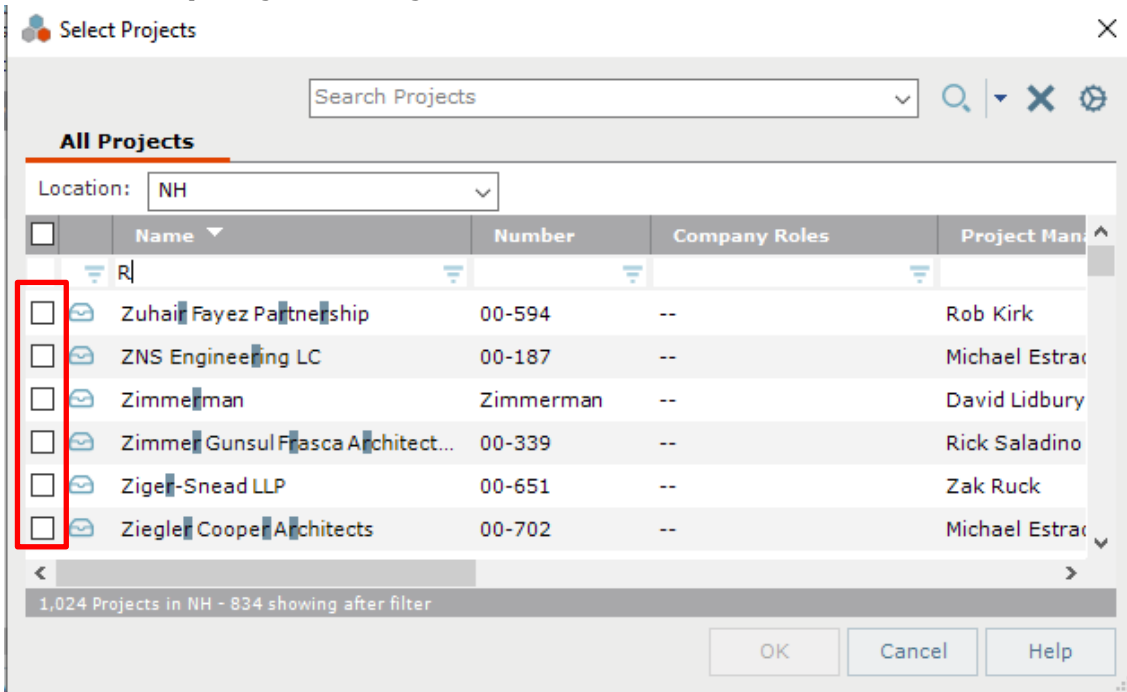 Select Projects
Search Projects
All Projects
Location: NH
Name Number Company Roles Project Mana
R
Zuhair Fayez Partnership 00-594 -- Rob Kirk
ZNS Engineering LC 00-187 -- Michael Estrad
Zimmerman Zimmerman -- David Lidbury
Zimmer Gunsul Frasca Architect... 00-339 -- Rick Saladino
Ziger-Snead LLP 00-651 -- Zak Ruck
Ziegler Cooper Architects 00-702 -- Michael Estrad
1,024 Projects in NH - 834 showing after filter
OK Cancel Help